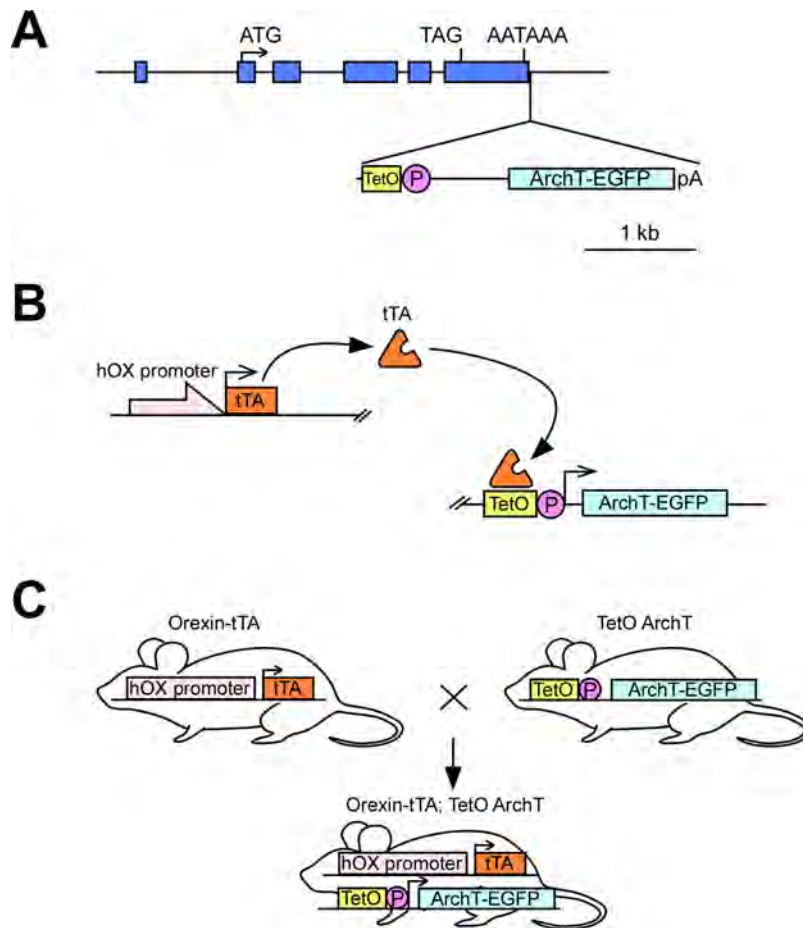 A
ATG TAG AATAAA
TetO P ArchT-EGFP pA
1 kb
B
tTA
hOX promoter
tTA
TetO P ArchT-EGFP
C
Orexin-tTA TetO ArchT
hOX promoter tTA TetO P ArchT-EGFP
Orexin-tTA; TetO ArchT
hOX promoter tTA
TetO P ArchT-EGFP